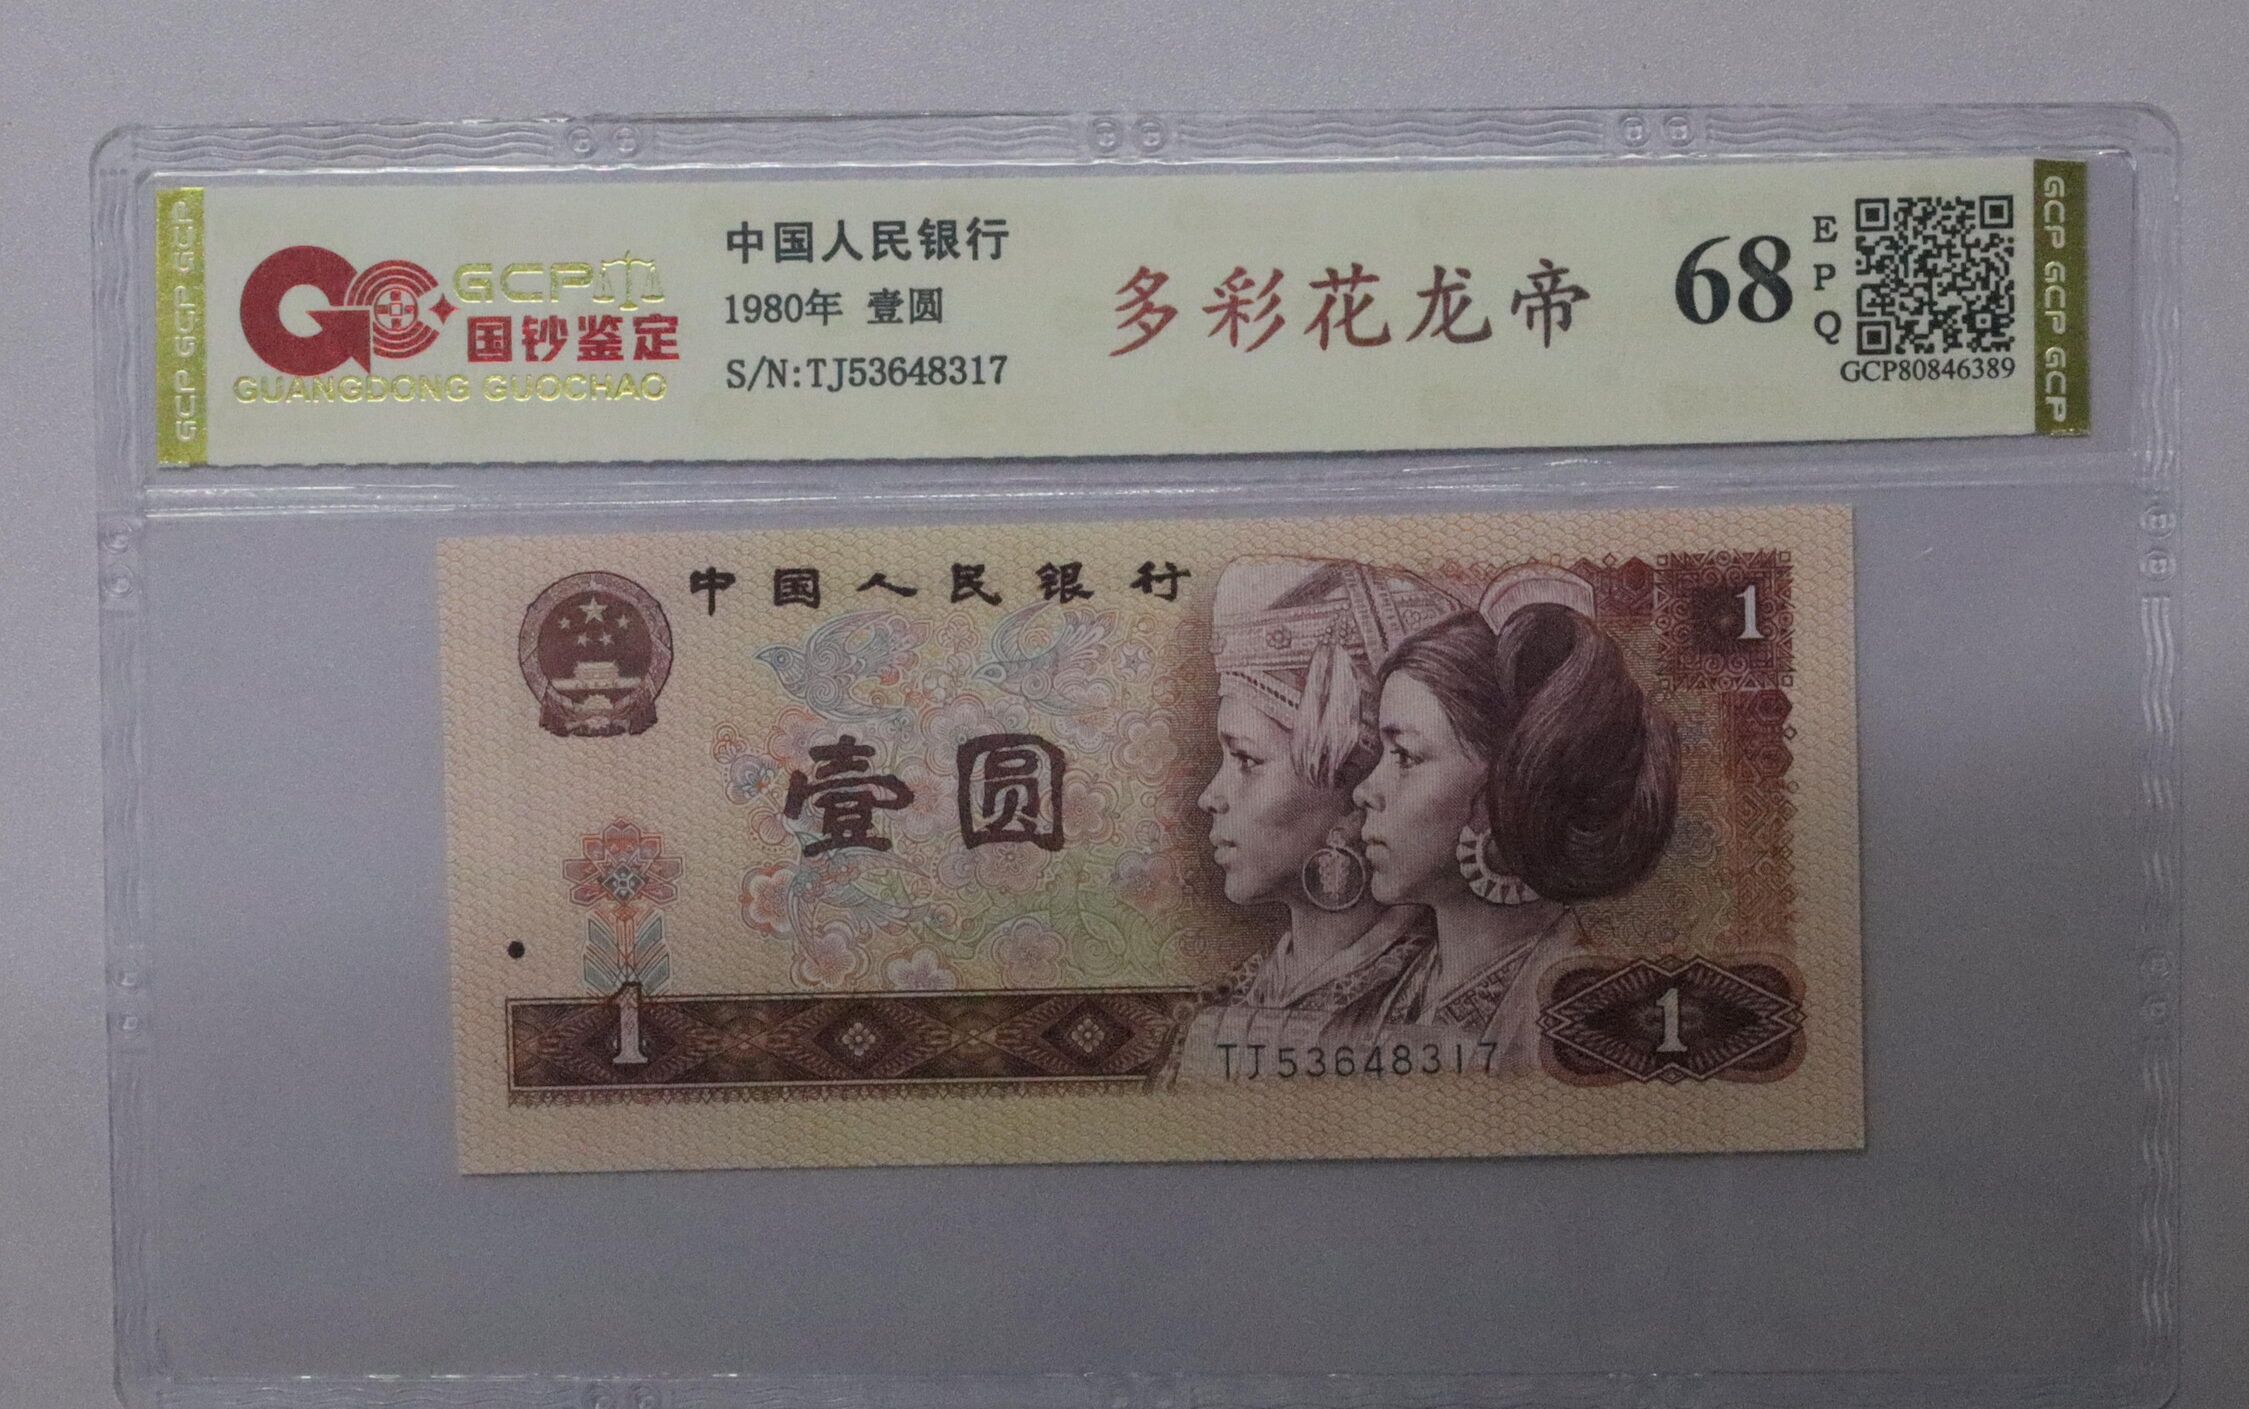 GCP GCP GCP
GCP
国钞鉴定
GUANGDONG GUOCHAO
中国人民银行
1980年 壹圆
S/N:TJ53648317
多彩花龙帝
68
E
P
Q
GCP80846389
GCP GCP GCP
中国人民银行
1
壹圆
1
1
TJ53648317